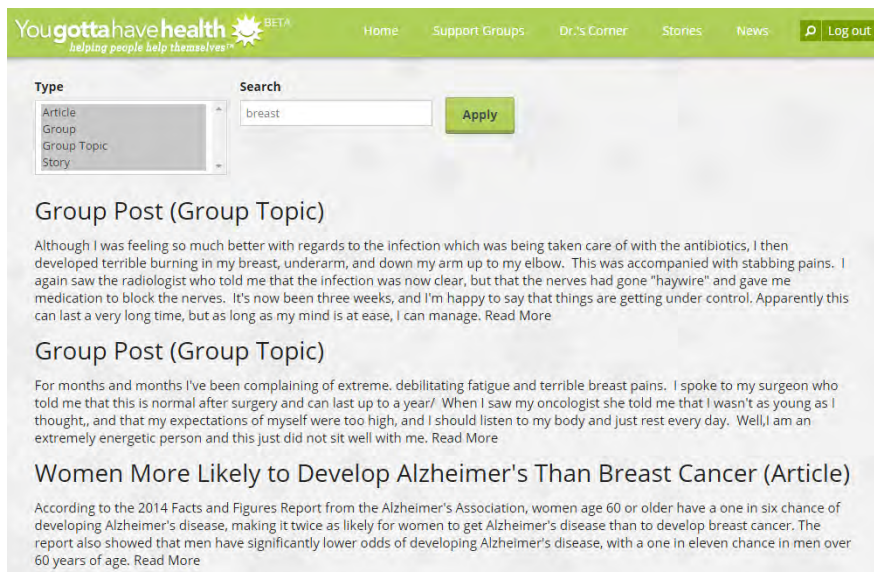 Yougottahavehealth BETA
helping people help themselves™
Home Support Groups Dr.'s Corner Stories News Log out
Type Search
Article
Group
Group Topic
Story
breast
Apply
Group Post (Group Topic)
Although I was feeling so much better with regards to the infection which was being taken care of with the antibiotics, I then
developed terrible burning in my breast, underarm, and down my arm up to my elbow. This was accompanied with stabbing pains. I
again saw the radiologist who told me that the infection was now clear, but that the nerves had gone "haywire" and gave me
medication to block the nerves. It's now been three weeks, and I'm happy to say that things are getting under control. Apparently this
can last a very long time, but as long as my mind is at ease, I can manage. Read More
Group Post (Group Topic)
For months and months I've been complaining of extreme. debilitating fatigue and terrible breast pains. I spoke to my surgeon who
told me that this is normal after surgery and can last up to a year/ When I saw my oncologist she told me that I wasn't as young as I
thought,, and that my expectations of myself were too high, and I should listen to my body and just rest every day. Well,I am an
extremely energetic person and this just did not sit well with me. Read More
Women More Likely to Develop Alzheimer's Than Breast Cancer (Article)
According to the 2014 Facts and Figures Report from the Alzheimer's Association, women age 60 or older have a one in six chance of
developing Alzheimer's disease, making it twice as likely for women to get Alzheimer's disease than to develop breast cancer. The
report also showed that men have significantly lower odds of developing Alzheimer's disease, with a one in eleven chance in men over
60 years of age. Read More